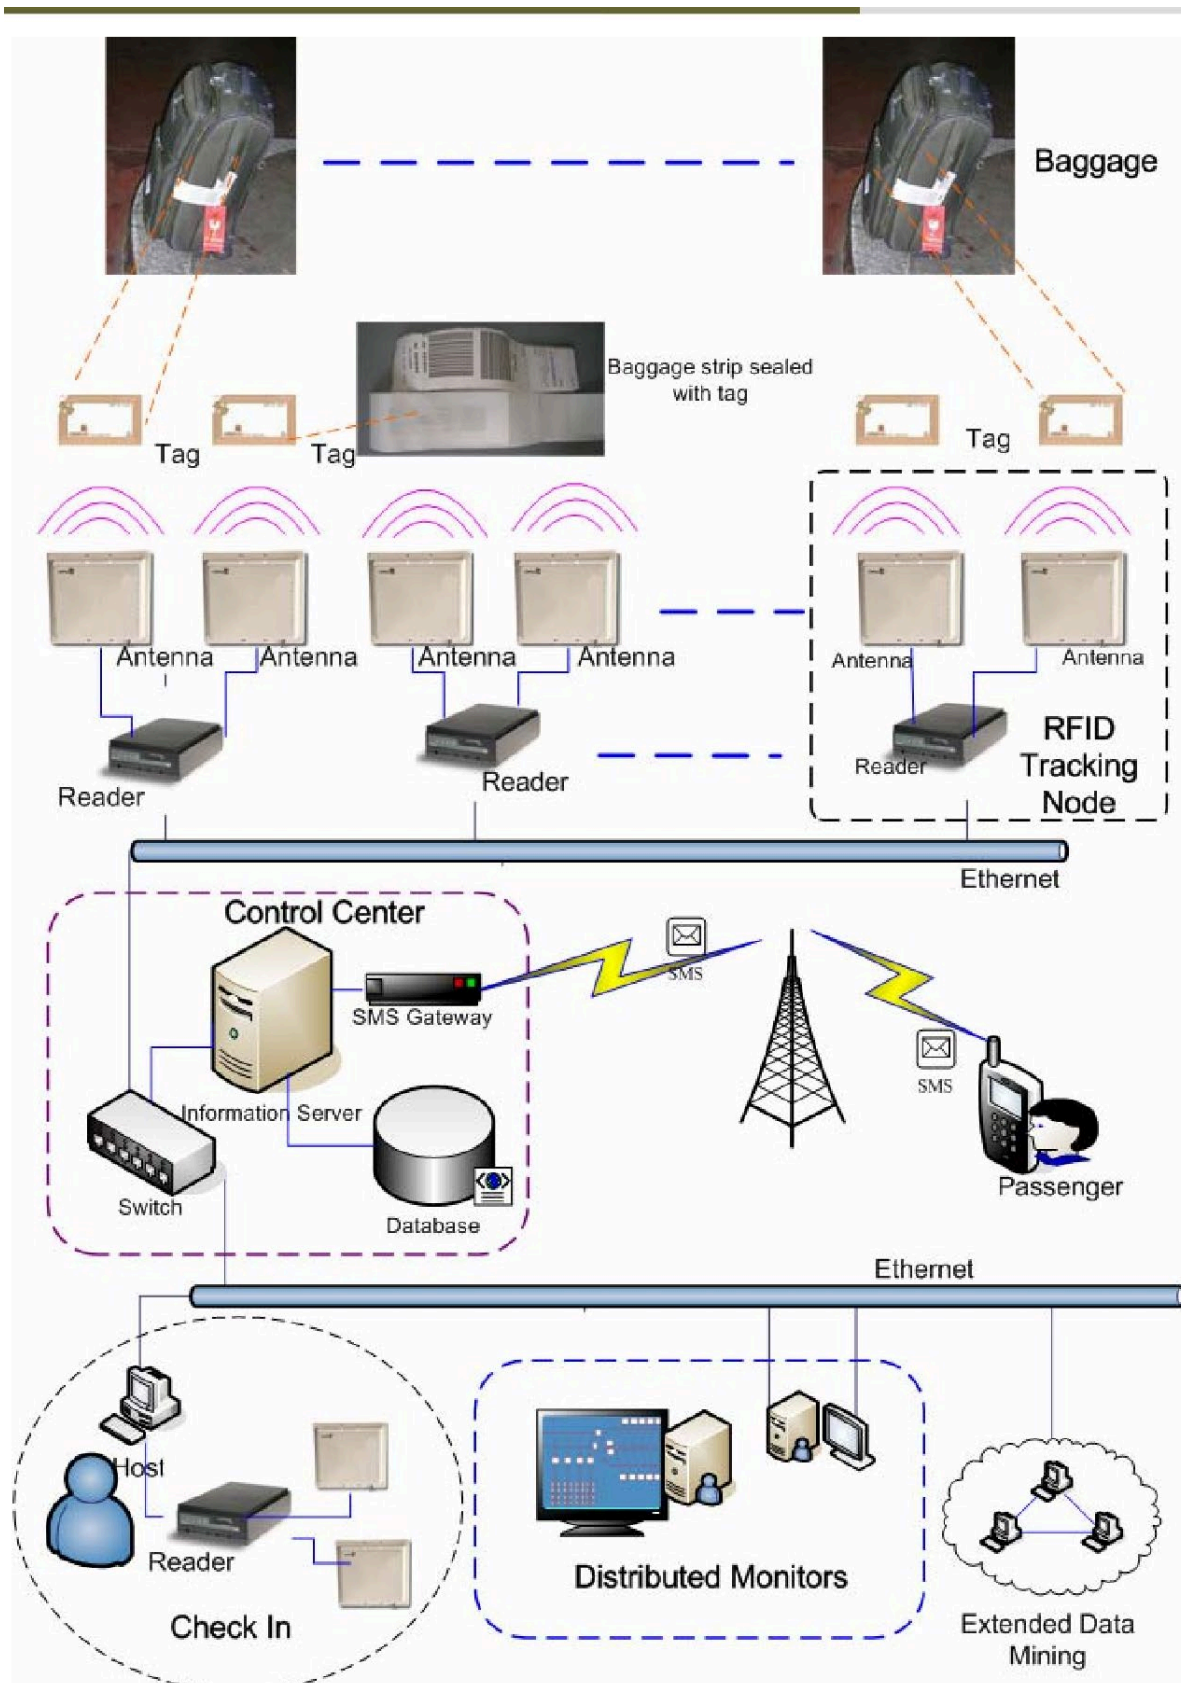 Baggage
Baggage strip sealed
with tag
Tag
Tag
Tag
Antenna
Antenna
Antenna
Antenna
Antenna
Antenna
Reader
Reader
Reader
RFID
Tracking
Node
Ethernet
Control Center
SMS
SMS Gateway
SMS
Information Server
Switch
Database
Passenger
Ethernet
Host
Reader
Check In
Distributed Monitors
Extended Data
Mining